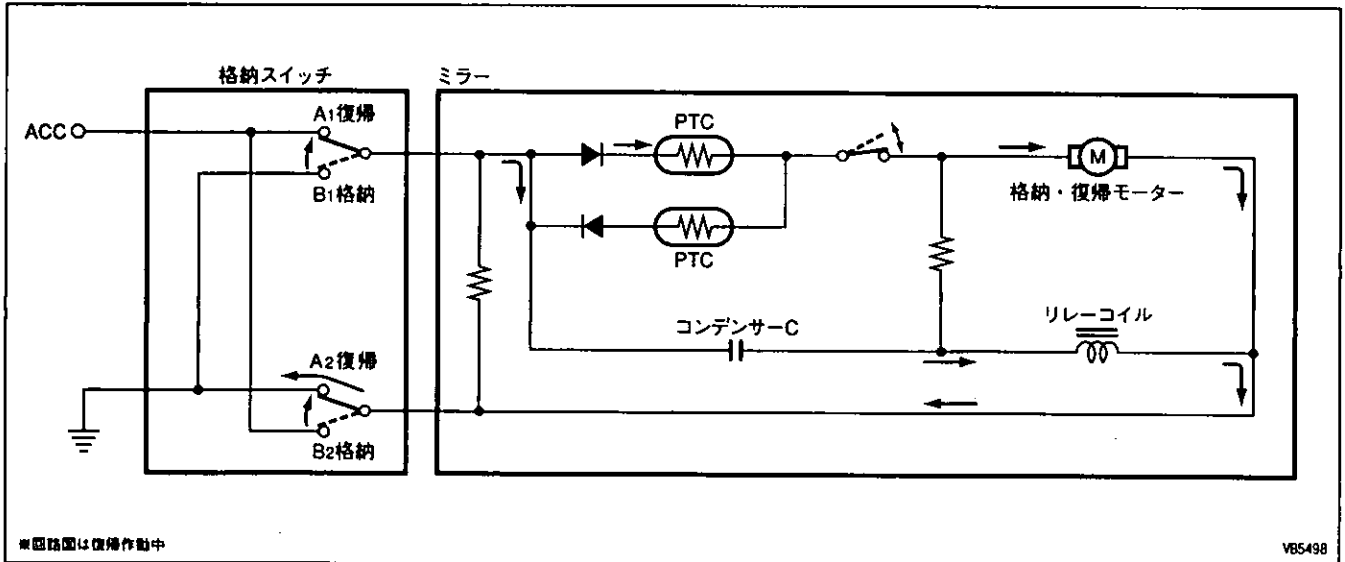 格納スイッチ
ミラー
ACC
A1復帰
B1格納
PTC
M
格納・復帰モーター
PTC
コンデンサーC
リレーコイル
A2復帰
B2格納
※回路図は復帰作動中
VB5498